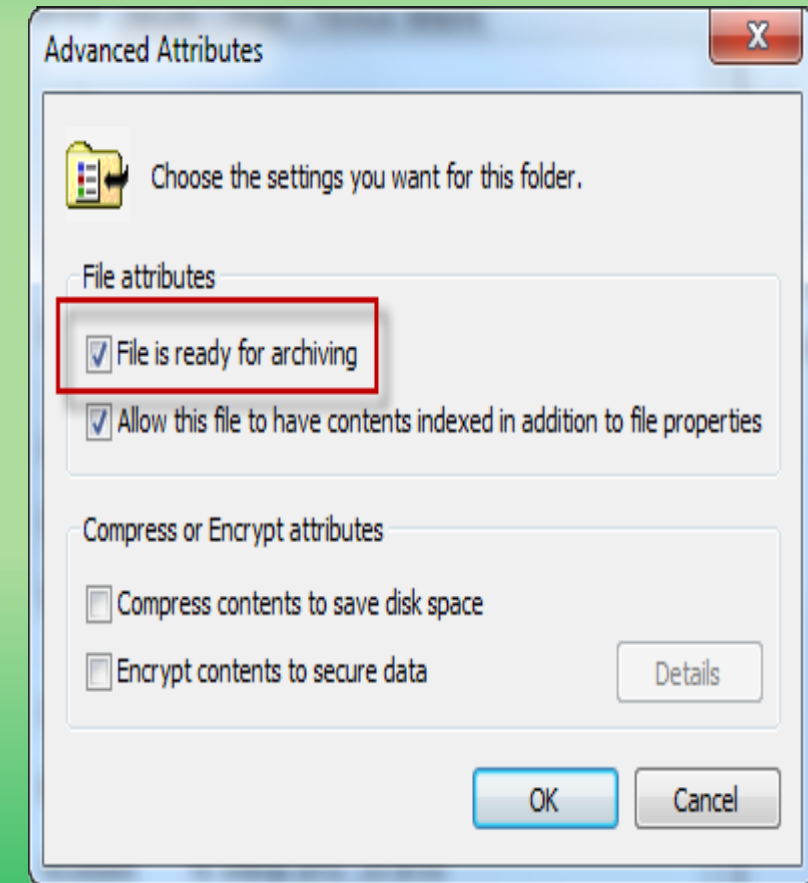 Advanced Attributes
X
Choose the settings you want for this folder.
File attributes
File is ready for archiving
Allow this file to have contents indexed in addition to file properties
Compress or Encrypt attributes
Compress contents to save disk space
Encrypt contents to secure data
Details
OK
Cancel